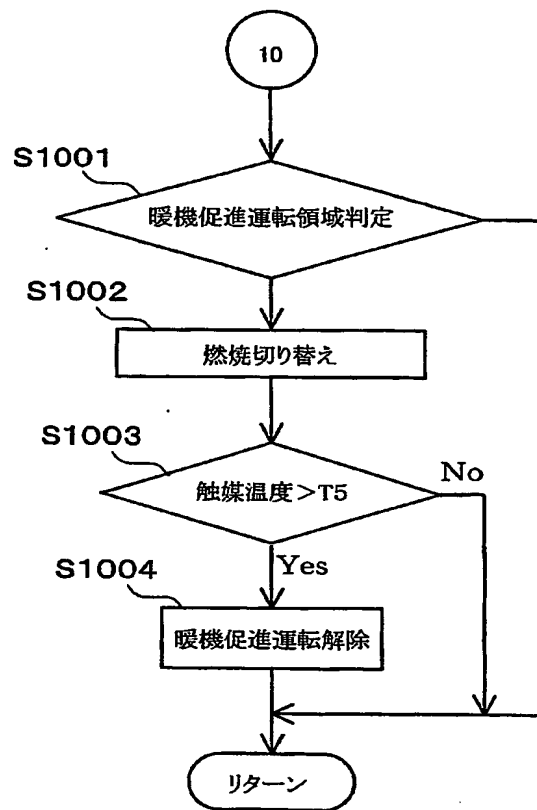 10
S1001
暖機促進運転領域判定
S1002
燃焼切り替え
S1003
触媒温度＞T5
No
Yes
S1004
暖機促進運転解除
リターン